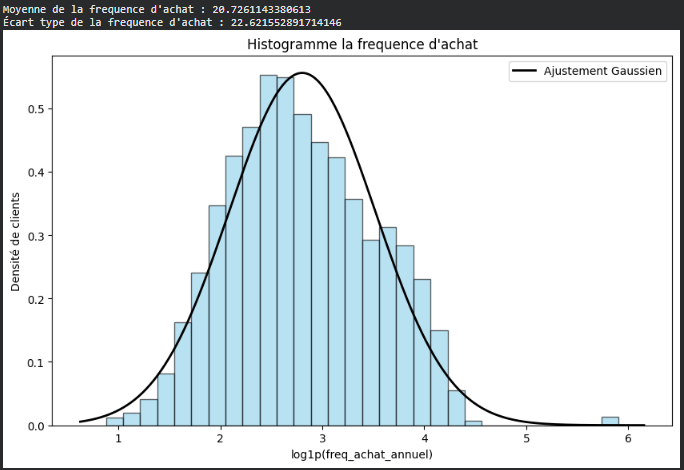 Moyenne de la frequence d'achat : 20.7261143380613
Écart type de la frequence d'achat : 22.621552891714146
Histogramme la frequence d'achat
Ajustement Gaussien
Densité de clients
0.5
0.4
0.3
0.2
0.1
0.0
1 2 3 4 5 6
log1p(freq_achat_annuel)